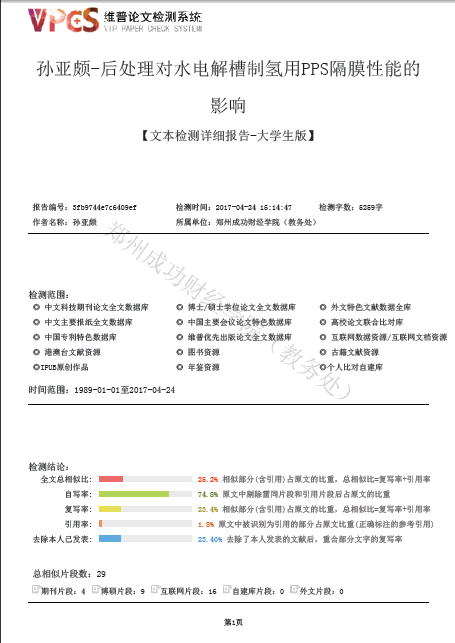 VPCS 维普论文检测系统
VIP PAPER CHECK SYSTEM
孙亚颇-后处理对水电解槽制氢用PPS隔膜性能的
影响
【文本检测详细报告-大学生版】
报告编号：3fb9744e7c6409ef 检测时间：2017-04-24 15:14:47 检测字数：5259字
作者名称：孙亚颇 所属单位：郑州成功财经学院（教务处）
郑州成功财经学院（教务处）
检测范围：
◎ 中文科技期刊论文全文数据库 ◎ 博士/硕士学位论文全文数据库 ◎ 外文特色文献数据全库
◎ 中文主要报纸全文数据库 ◎ 中国主要会议论文特色数据库 ◎ 高校论文联合比对库
◎ 中国专利特色数据库 ◎ 维普优先出版论文全文数据库 ◎ 互联网数据资源/互联网文档资源
◎ 港澳台文献资源 ◎ 图书资源 ◎ 古籍文献资源
◎IPUB原创作品 ◎ 年鉴资源 ◎个人比对自建库
时间范围：1989-01-01至2017-04-24
检测结论：
全文总相似比： 25.2% 相似部分(含引用)占原文的比重，总相似比=复写率+引用率
自写率： 74.8% 原文中剔除雷同片段和引用片段后占原文的比重
复写率： 23.4% 相似部分(含引用)占原文的比重，总相似比=复写率+引用率
引用率： 1.8% 原文中被识别为引用的部分占原文比重(正确标注的参考引用)
去除本人已发表： 23.40% 去除了本人发表的文献后，重合部分文字的复写率
总相似片段数：29
期刊片段：4 博硕片段：9 互联网片段：16 自建库片段：0 外文片段：0
第1页